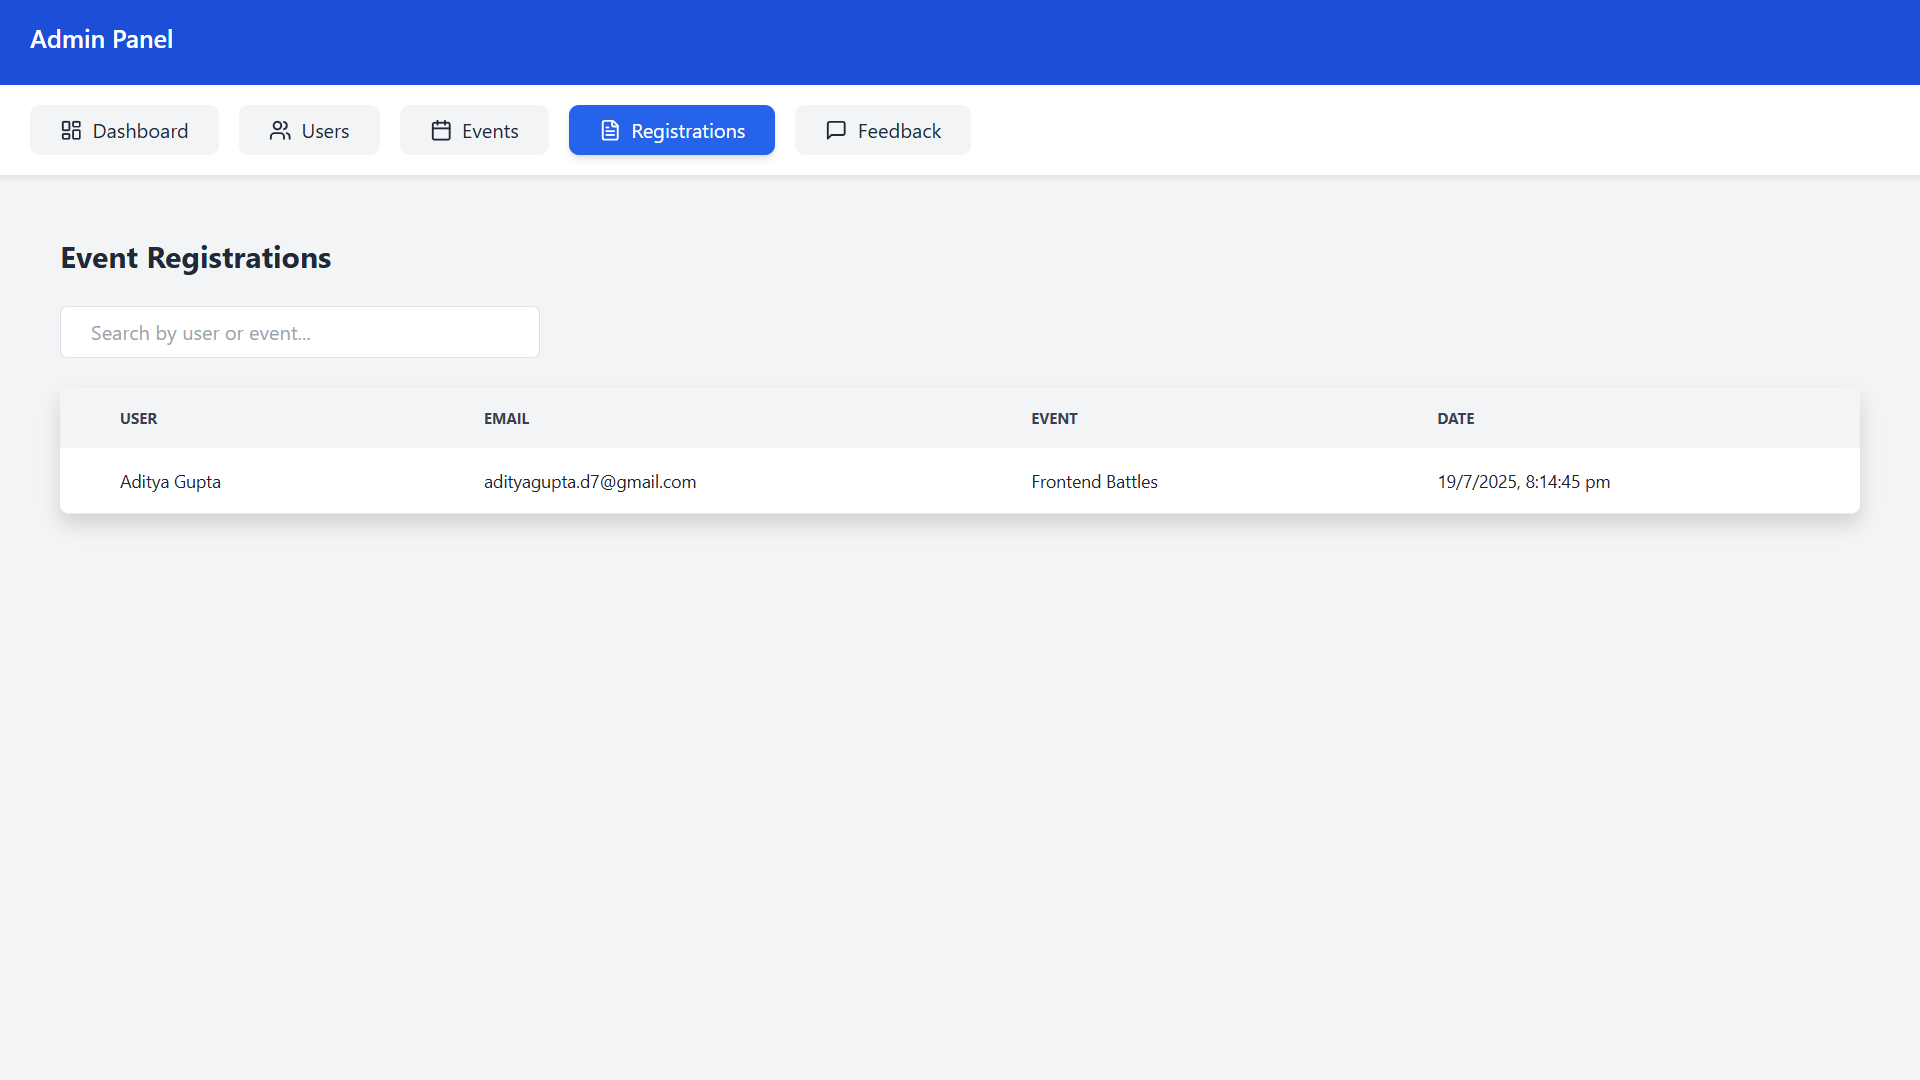 Admin Panel
Dashboard Users Events Registrations Feedback
Event Registrations
Search by user or event...
USER EMAIL EVENT DATE
Aditya Gupta adityagupta.d7@gmail.com Frontend Battles 19/7/2025, 8:14:45 pm